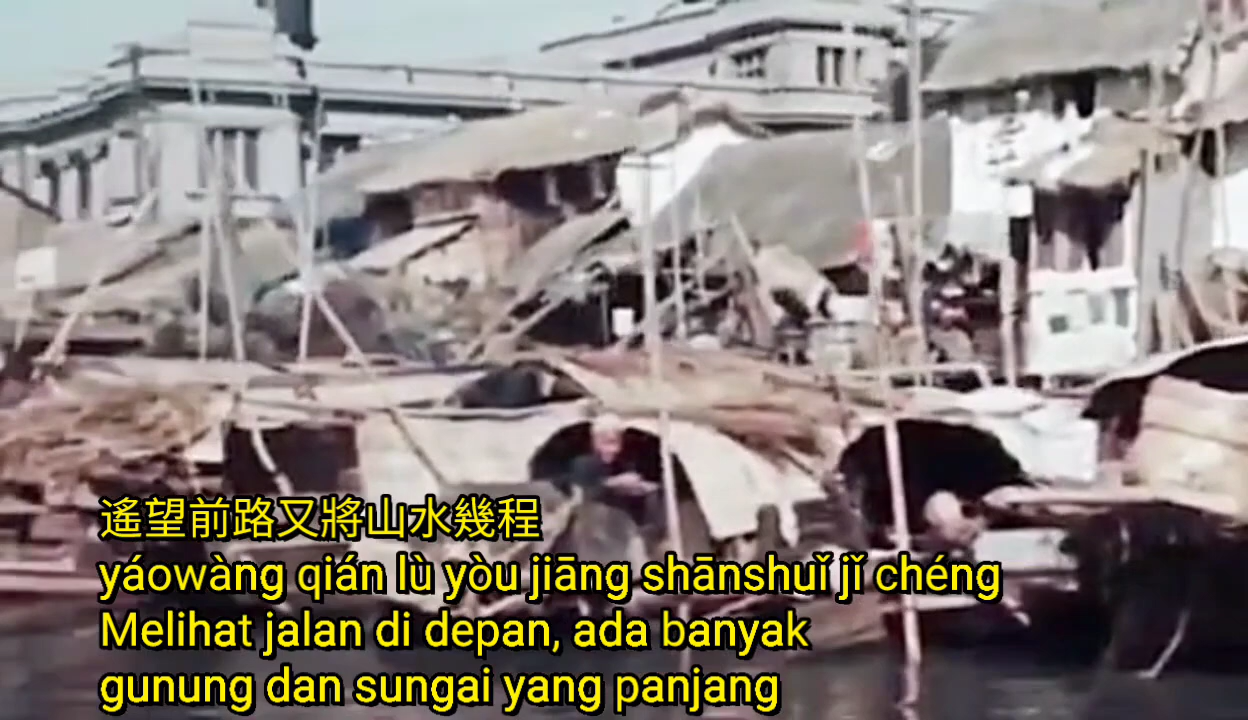 遙望前路又將山水幾程
yáowàng qián lù yòu jiāng shānshuǐ jǐ chéng
Melihat jalan di depan, ada banyak
gunung dan sungai yang panjang